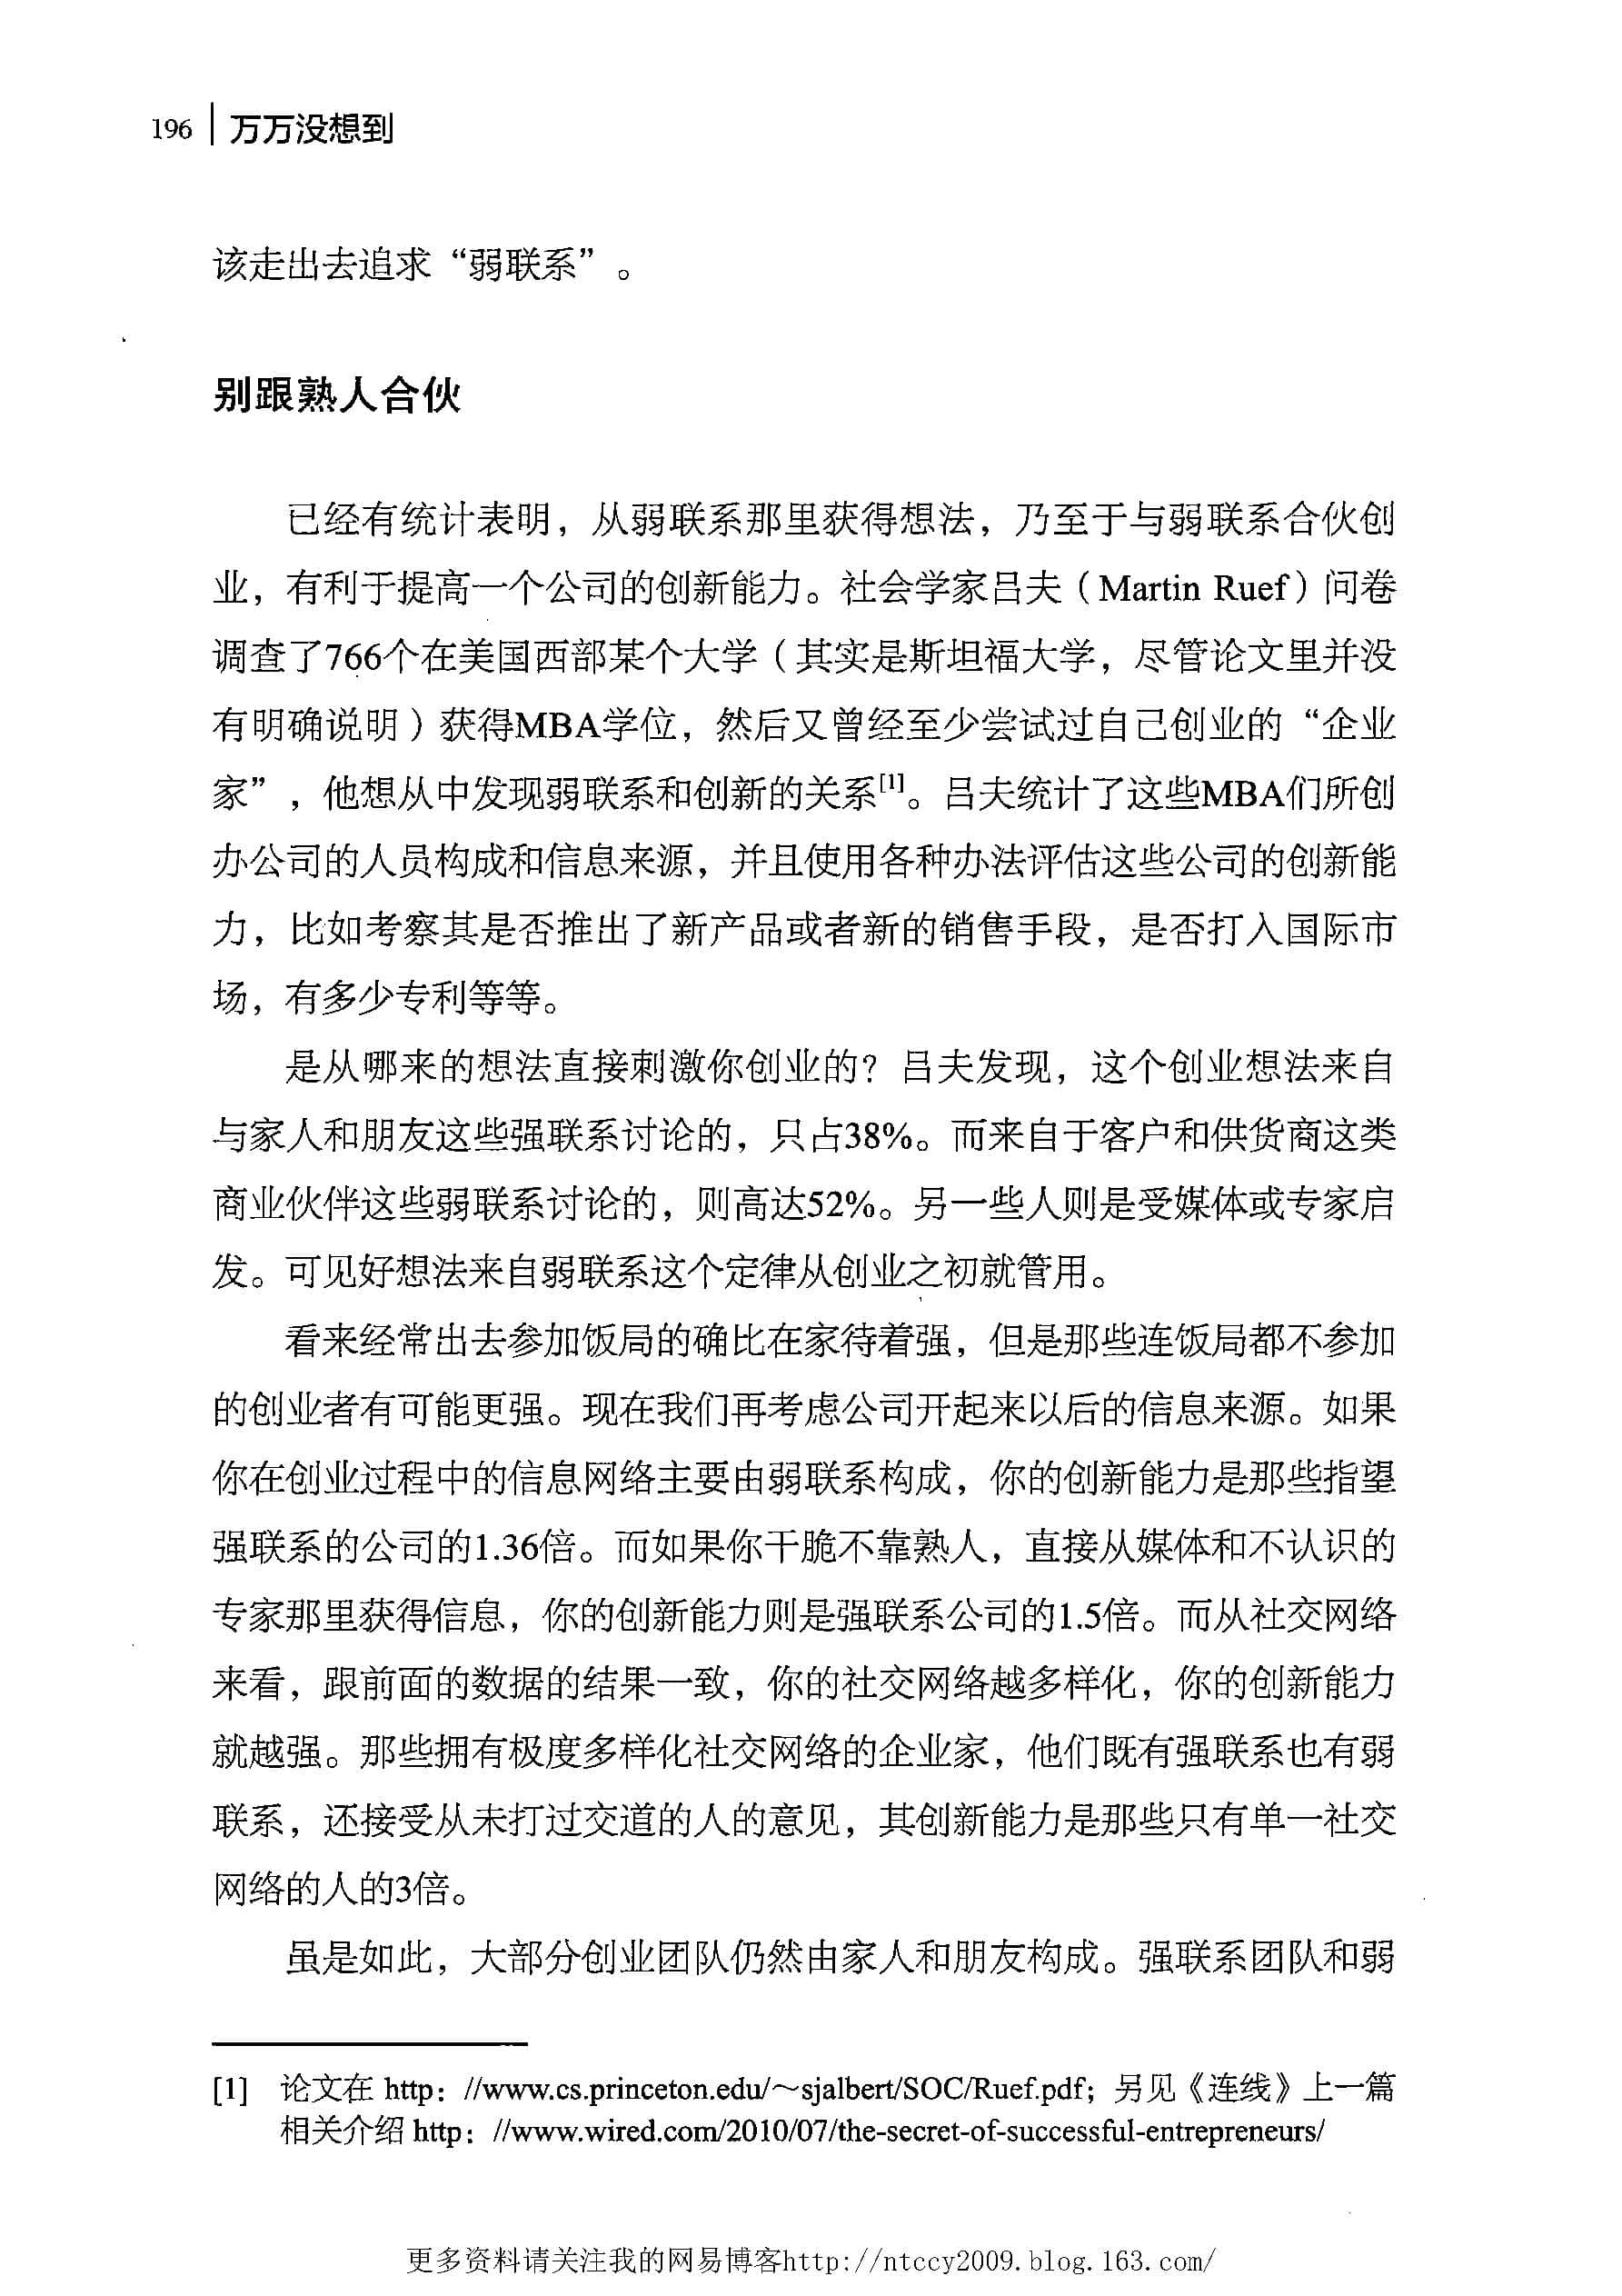 196 万万没想到
该走出去追求“弱联系”。
别跟熟人合伙
已经有统计表明，从弱联系那里获得想法，乃至于与弱联系合伙创
业，有利于提高一个公司的创新能力。社会学家吕夫（Martin Ruef）问卷
调查了766个在美国西部某个大学（其实是斯坦福大学，尽管论文里并没
有明确说明）获得MBA学位，然后又曾经至少尝试过自己创业的“企业
家”，他想从中发现弱联系和创新的关系[1]。吕夫统计了这些MBA们所创
办公司的人员构成和信息来源，并且使用各种办法评估这些公司的创新能
力，比如考察其是否推出了新产品或者新的销售手段，是否打入国际市
场，有多少专利等等。
是从哪来的想法直接刺激你创业的？吕夫发现，这个创业想法来自
与家人和朋友这些强联系讨论的，只占38%。而来自于客户和供货商这类
商业伙伴这些弱联系讨论的，则高达52%。另一些人则是受媒体或专家启
发。可见好想法来自弱联系这个定律从创业之初就管用。
看来经常出去参加饭局的确比在家待着强，但是那些连饭局都不参加
的创业者有可能更强。现在我们再考虑公司开起来以后的信息来源。如果
你在创业过程中的信息网络主要由弱联系构成，你的创新能力是那些指望
强联系的公司的1.36倍。而如果你干脆不靠熟人，直接从媒体和不认识的
专家那里获得信息，你的创新能力则是强联系公司的1.5倍。而从社交网络
来看，跟前面的数据的结果一致，你的社交网络越多样化，你的创新能力
就越强。那些拥有极度多样化社交网络的企业家，他们既有强联系也有弱
联系，还接受从未打过交道的人的意见，其创新能力是那些只有单一社交
网络的人的3倍。
虽是如此，大部分创业团队仍然由家人和朋友构成。强联系团队和弱
[1] 论文在 http：//www.cs.princeton.edu/～sjalbert/SOC/Ruef.pdf；另见《连线》上一篇
相关介绍 http：//www.wired.com/2010/07/the-secret-of-successful-entrepreneurs/
更多资料请关注我的网易博客http://ntccy2009.blog.163.com/